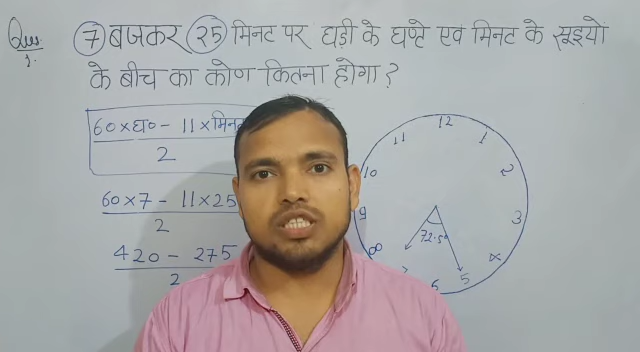 Ques 1.
7 बजकर 25 मिनट पर घड़ी के घण्टे एवं मिनट के सूइयों
के बीच का कोण कितना होगा ?
60×घ० - 11×मिनट
2
60×7 - 11×25
2
420 - 275
2
12
11 1
10 2
9 3
72.5°
8 4
7 5
6